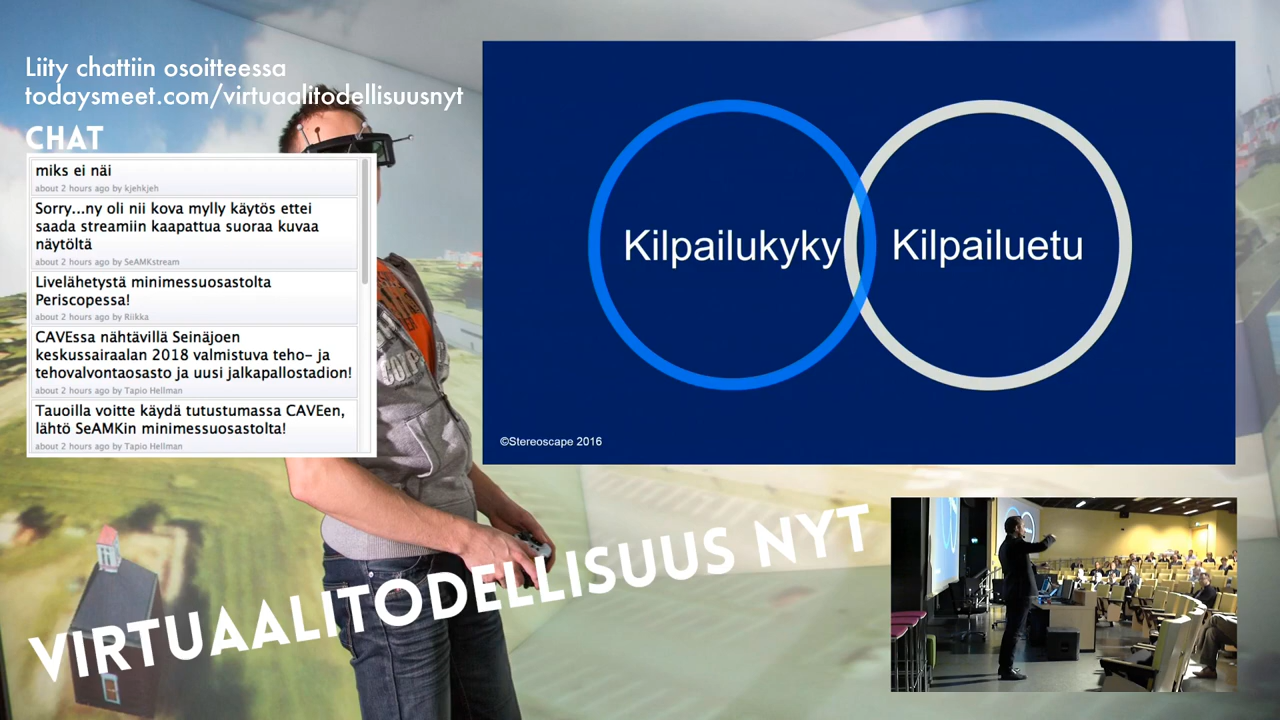 Liity chattiin osoitteessa
todaysmeet.com/virtuaalitodellisuusnyt
CHAT
miks ei näi
about 2 hours ago by kjehkjeh
Sorry...ny oli nii kova mylly käytös ettei
saada streamiin kaapattua suoraa kuvaa
näytöltä
about 2 hours ago by SeAMKstream
Livelähetystä minimessuosastolta
Periscopessa!
about 2 hours ago by Riikka
CAVEssa nähtävillä Seinäjoen
keskussairaalan 2018 valmistuva teho- ja
tehovalvontaosasto ja uusi jalkapallostadion!
about 2 hours ago by Tapio Hellman
Tauoilla voitte käydä tutustumassa CAVEen,
lähtö SeAMKin minimessuosastolta!
about 2 hours ago by Tapio Hellman
Kilpailukyky
Kilpailuetu
©Stereoscape 2016
VIRTUAALITODELLISUUS NYT